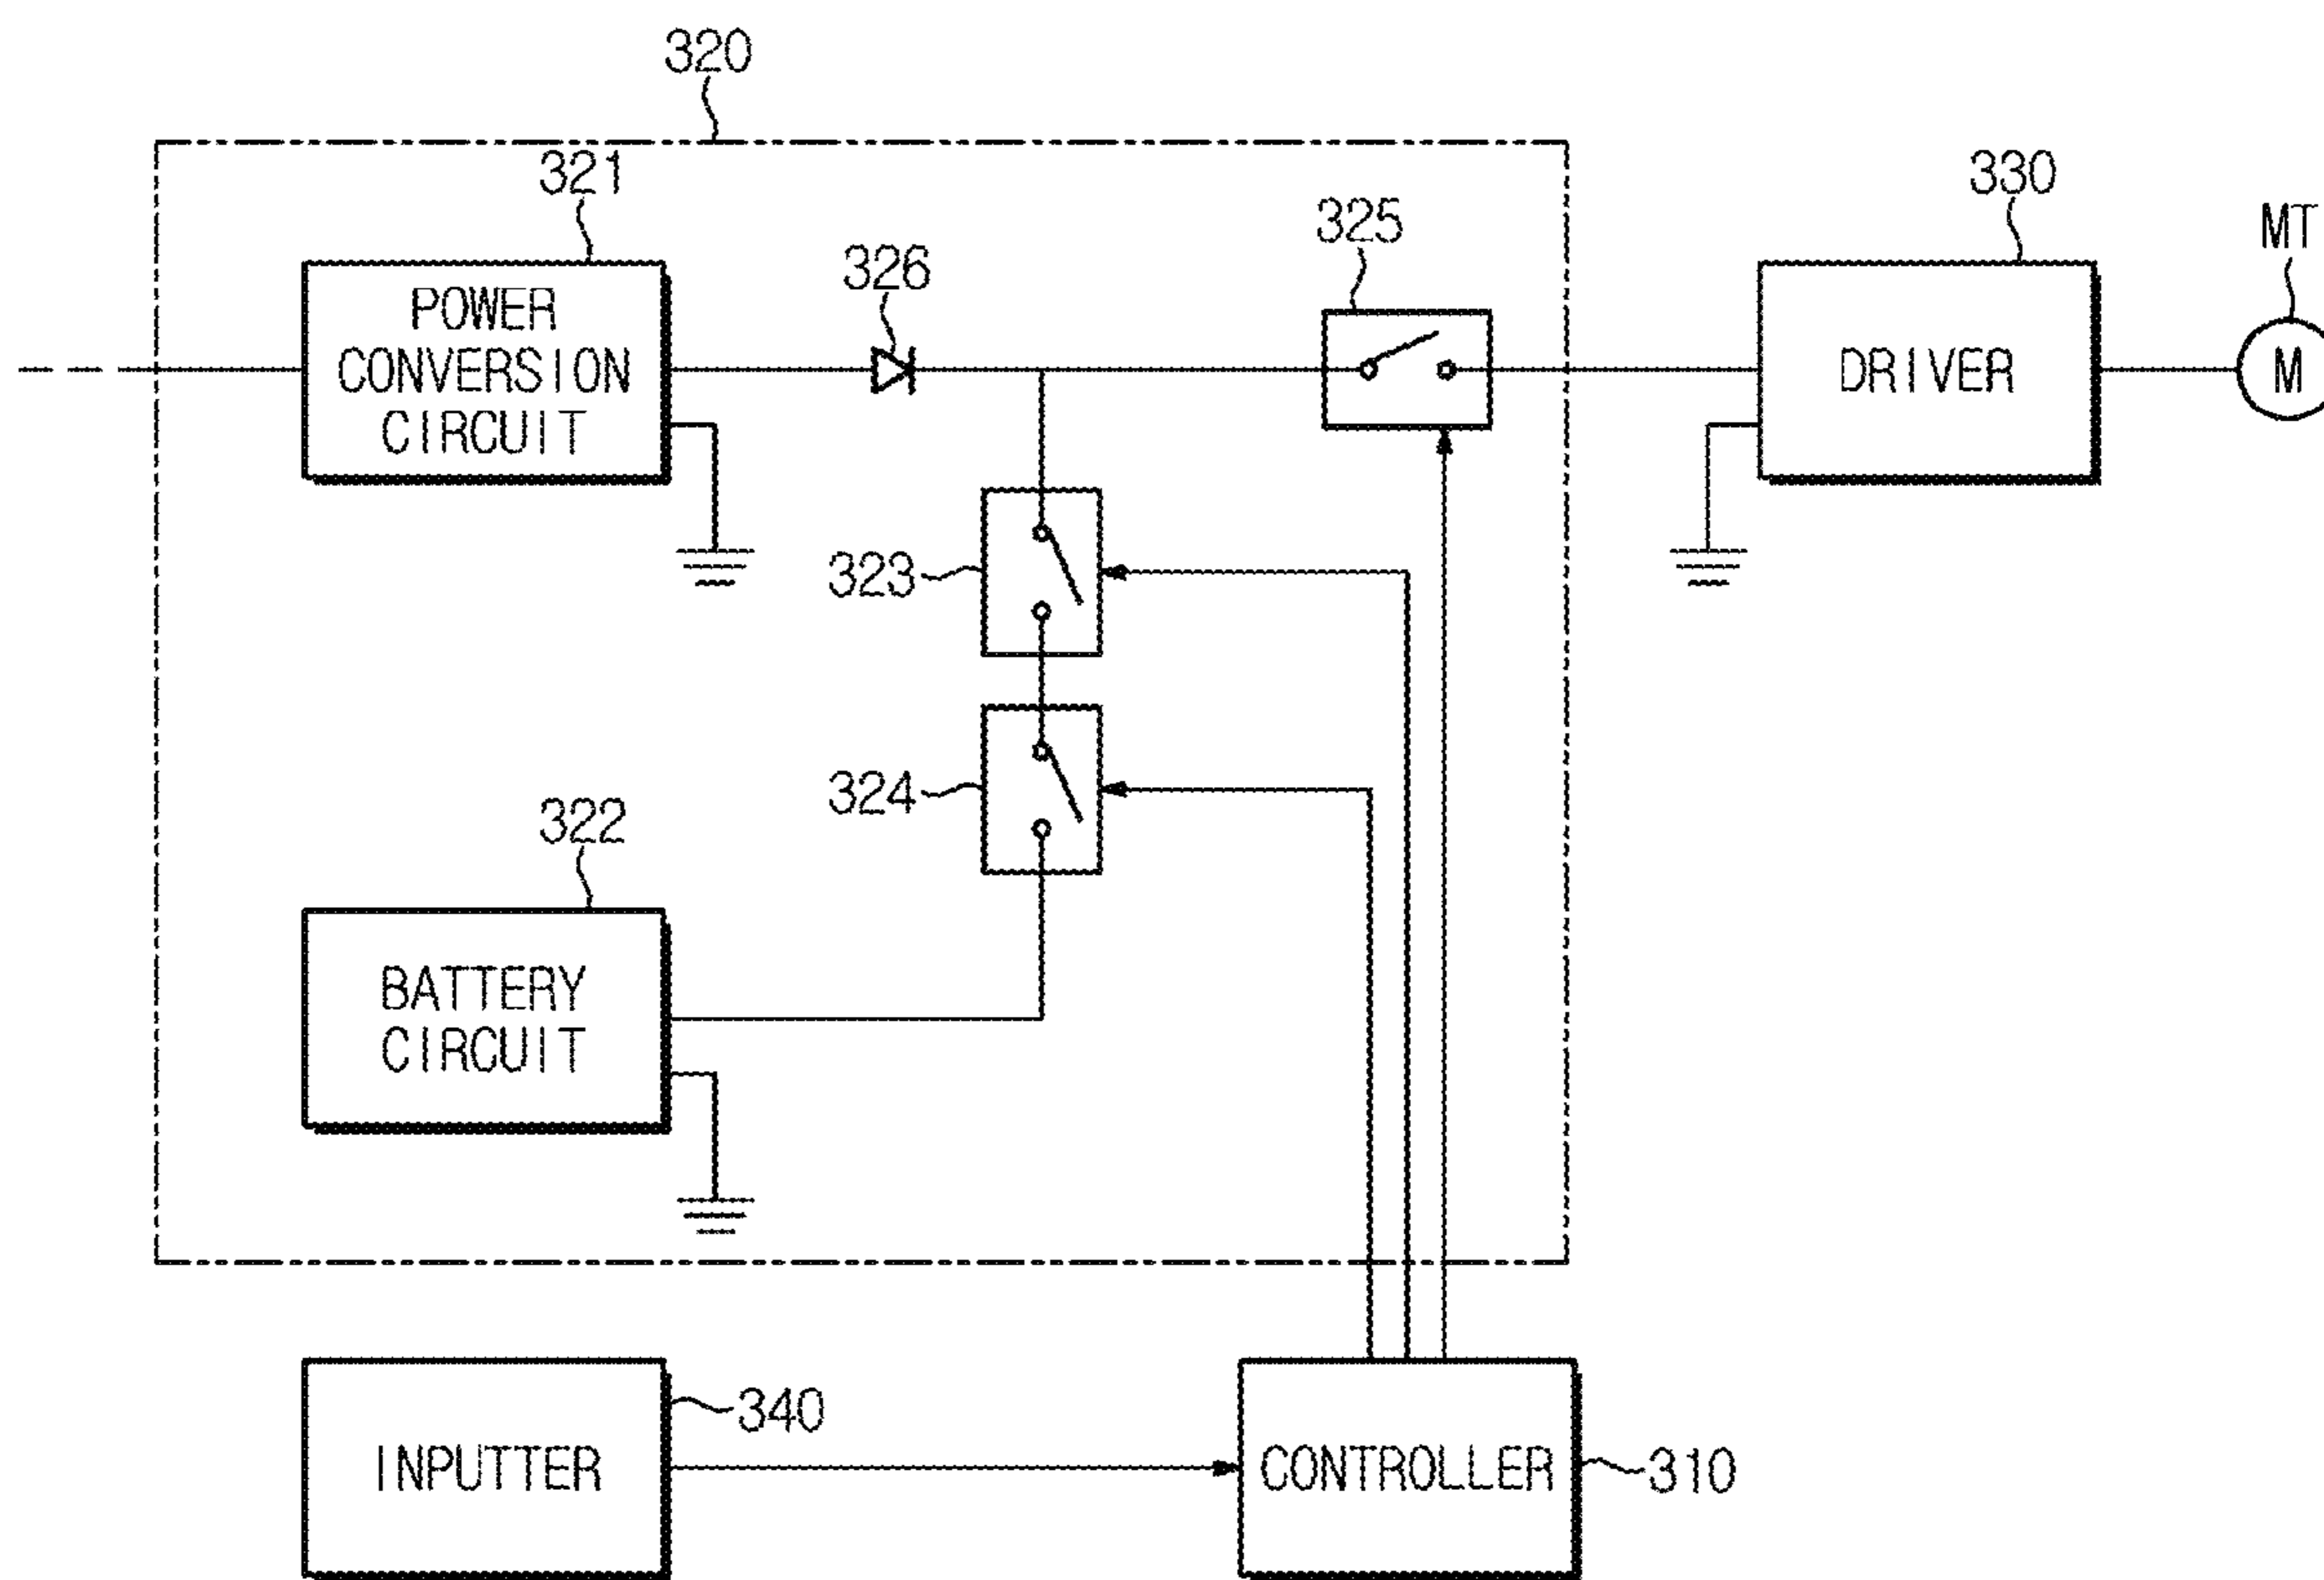 320
321
325
330
MT
326
POWER
CONVERSION
CIRCUIT
DRIVER
M
323
324
322
BATTERY
CIRCUIT
340
INPUTTER
CONTROLLER
310